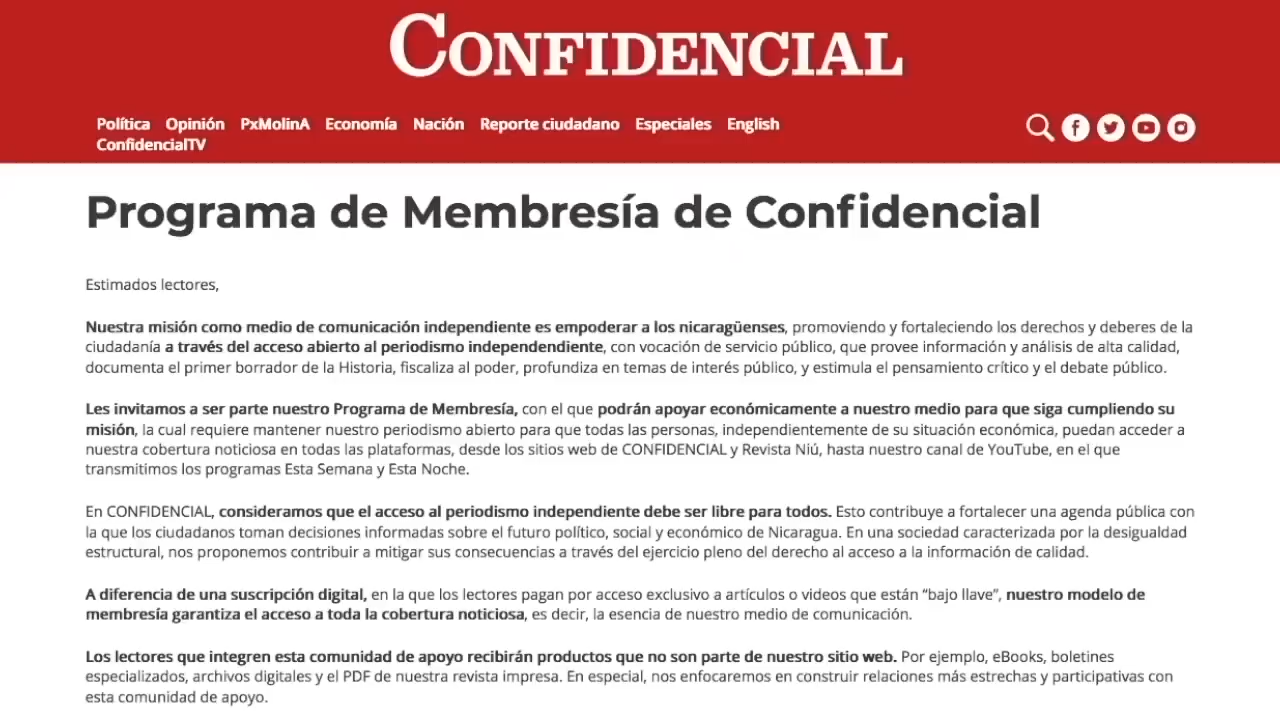 CONFIDENCIAL
Política Opinión PxMolinA Economía Nación Reporte ciudadano Especiales English
ConfidencialTV
Programa de Membresía de Confidencial
Estimados lectores,
Nuestra misión como medio de comunicación independiente es empoderar a los nicaragüenses, promoviendo y fortaleciendo los derechos y deberes de la
ciudadanía a través del acceso abierto al periodismo independendiente, con vocación de servicio público, que provee información y análisis de alta calidad,
documenta el primer borrador de la Historia, fiscaliza al poder, profundiza en temas de interés público, y estimula el pensamiento crítico y el debate público.
Les invitamos a ser parte nuestro Programa de Membresía, con el que podrán apoyar económicamente a nuestro medio para que siga cumpliendo su
misión, la cual requiere mantener nuestro periodismo abierto para que todas las personas, independientemente de su situación económica, puedan acceder a
nuestra cobertura noticiosa en todas las plataformas, desde los sitios web de CONFIDENCIAL y Revista Niú, hasta nuestro canal de YouTube, en el que
transmitimos los programas Esta Semana y Esta Noche.
En CONFIDENCIAL, consideramos que el acceso al periodismo independiente debe ser libre para todos. Esto contribuye a fortalecer una agenda pública con
la que los ciudadanos toman decisiones informadas sobre el futuro político, social y económico de Nicaragua. En una sociedad caracterizada por la desigualdad
estructural, nos proponemos contribuir a mitigar sus consecuencias a través del ejercicio pleno del derecho al acceso a la información de calidad.
A diferencia de una suscripción digital, en la que los lectores pagan por acceso exclusivo a artículos o videos que están “bajo llave”, nuestro modelo de
membresía garantiza el acceso a toda la cobertura noticiosa, es decir, la esencia de nuestro medio de comunicación.
Los lectores que integren esta comunidad de apoyo recibirán productos que no son parte de nuestro sitio web. Por ejemplo, eBooks, boletines
especializados, archivos digitales y el PDF de nuestra revista impresa. En especial, nos enfocaremos en construir relaciones más estrechas y participativas con
esta comunidad de apoyo.